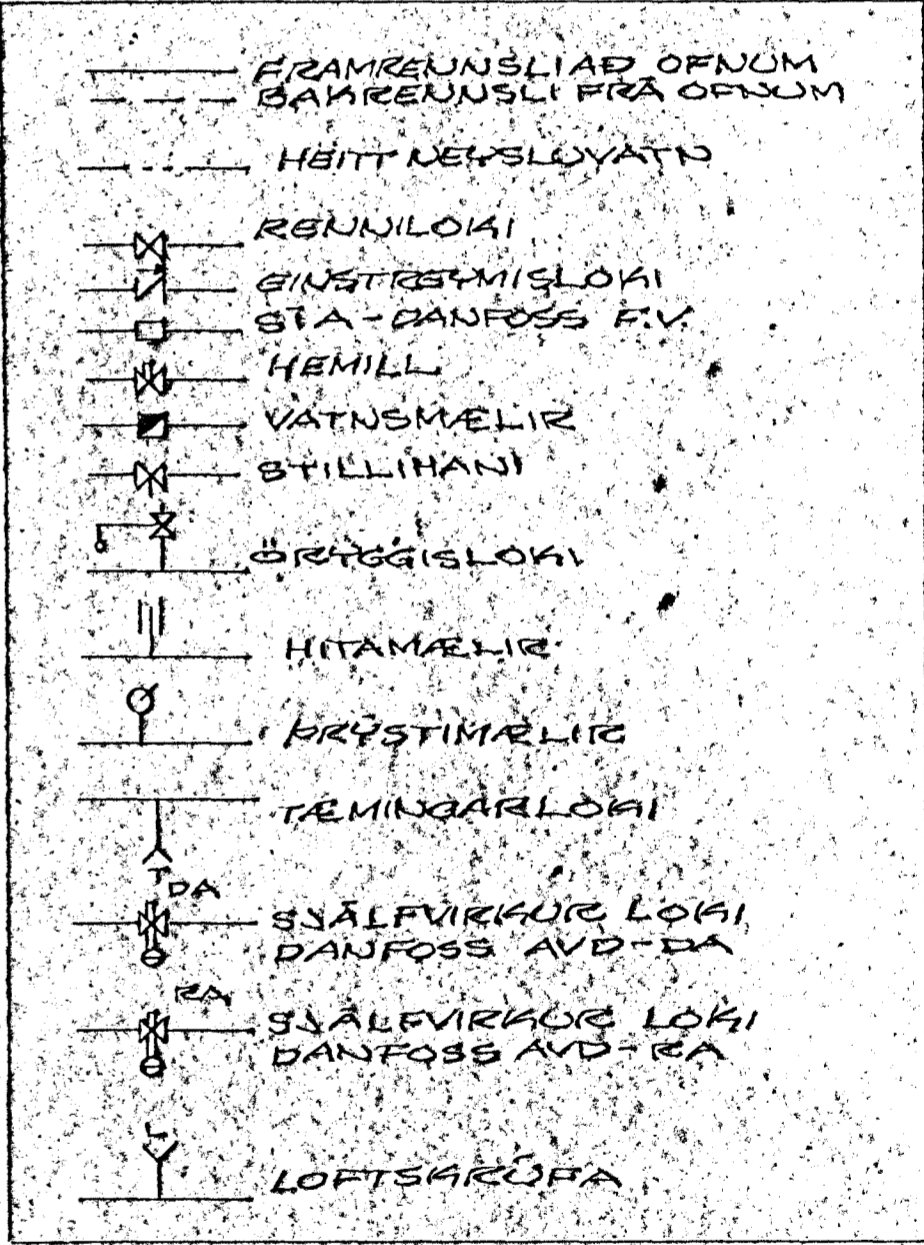 FRAMRENNSLI AÐ OFNUM
BAKRENNSLI FRÁ OFNUM
HEITT NEYSLUVATN
RENNILOKI
EINSTREYMISLOKI
SÍA - DANFOSS F.V.
HEMILL
VATNSMÆLIR
STILLIHANI
ÖRYGGISLOKI
HITAMÆLIR
ÞRÝSTIMÆLIR
TÆMINGARLOKI
T
DA
SJÁLFVIRKUR LOKI
DANFOSS AVD-DA
RA
SJÁLFVIRKUR LOKI
DANFOSS AVD-RA
L
LOFTSKRÚFA